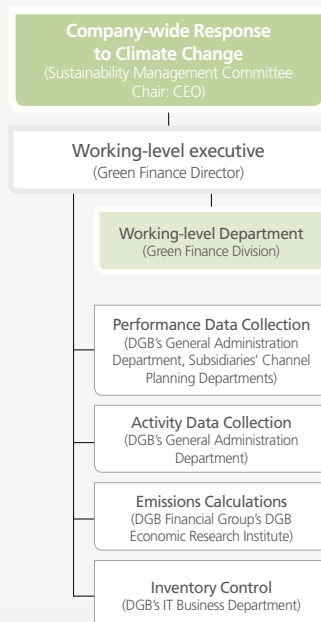 Company-wide Response
to Climate Change
(Sustainability Management Committee
Chair: CEO)
Working-level executive
(Green Finance Director)
Working-level Department
(Green Finance Division)
Performance Data Collection
(DGB's General Administration
Department, Subsidiaries' Channel
Planning Departments)
Activity Data Collection
(DGB's General Administration
Department)
Emissions Calculations
(DGB Financial Group's DGB
Economic Research Institute)
Inventory Control
(DGB's IT Business Department)